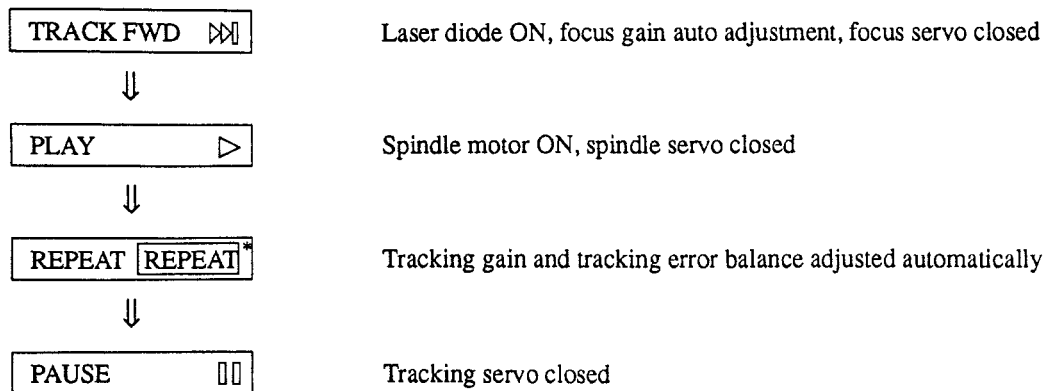 TRACK FWD ▷▷▯ Laser diode ON, focus gain auto adjustment, focus servo closed
⇓
PLAY ▷ Spindle motor ON, spindle servo closed
⇓
REPEAT REPEAT* Tracking gain and tracking error balance adjusted automatically
⇓
PAUSE ▯▯ Tracking servo closed